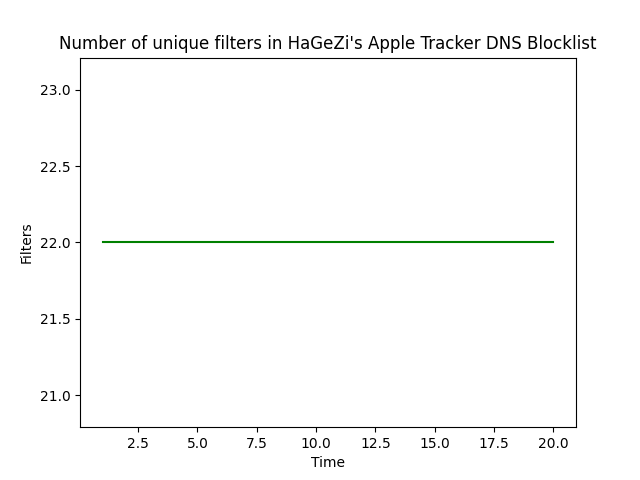 Number of unique filters in HaGeZi's Apple Tracker DNS Blocklist
23.0
22.5
22.0
21.5
21.0
Filters
2.5 5.0 7.5 10.0 12.5 15.0 17.5 20.0
Time